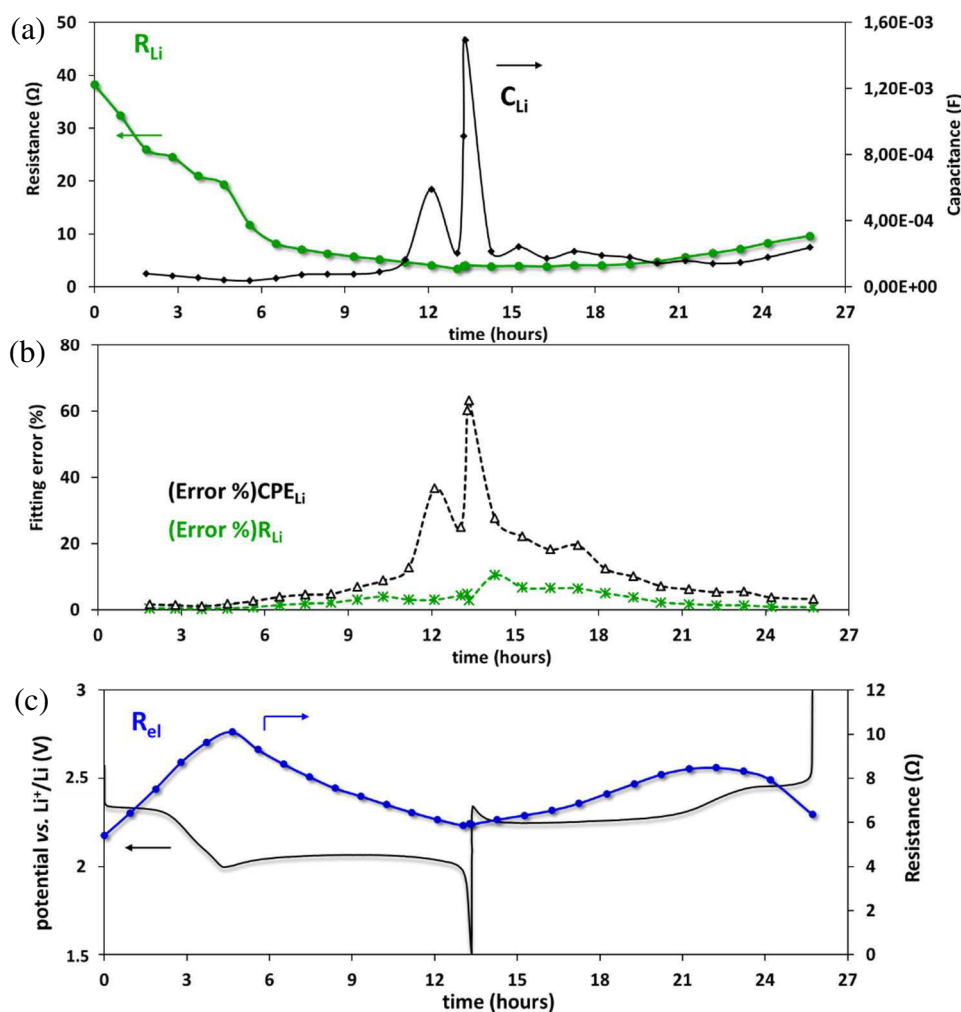 (a)
R_Li
C_Li
Resistance (Ω)
50
40
30
20
10
0
1,60E-03
1,20E-03
8,00E-04
4,00E-04
0,00E+00
Capacitance (F)
0 3 6 9 12 15 18 21 24 27
time (hours)
(b)
Fitting error (%)
80
60
40
20
0
(Error %)CPE_Li
(Error %)R_Li
0 3 6 9 12 15 18 21 24 27
time (hours)
(c)
R_el
potential vs. Li⁺/Li (V)
3
2.5
2
1.5
12
10
8
6
4
2
0
Resistance (Ω)
0 3 6 9 12 15 18 21 24 27
time (hours)